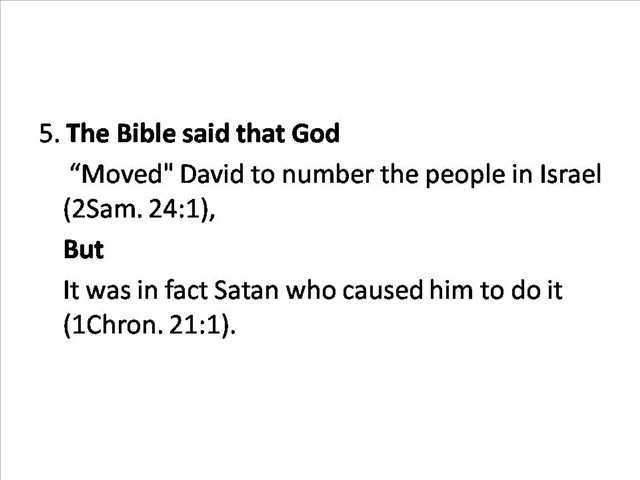 5. The Bible said that God
“Moved" David to number the people in Israel
(2Sam. 24:1),
But
It was in fact Satan who caused him to do it
(1Chron. 21:1).